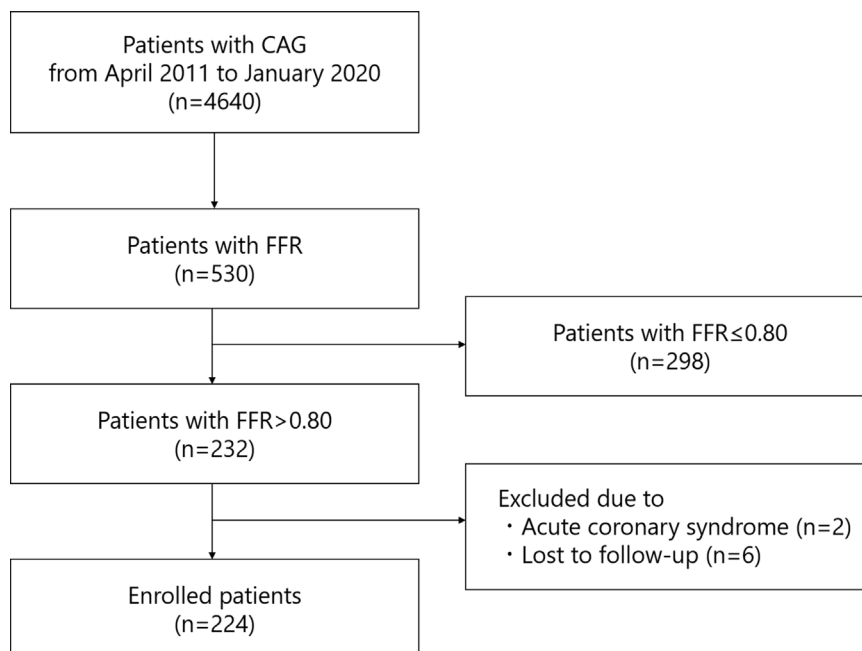 Patients with CAG
from April 2011 to January 2020
(n=4640)
Patients with FFR
(n=530)
Patients with FFR≤0.80
(n=298)
Patients with FFR>0.80
(n=232)
Excluded due to
・Acute coronary syndrome (n=2)
・Lost to follow-up (n=6)
Enrolled patients
(n=224)